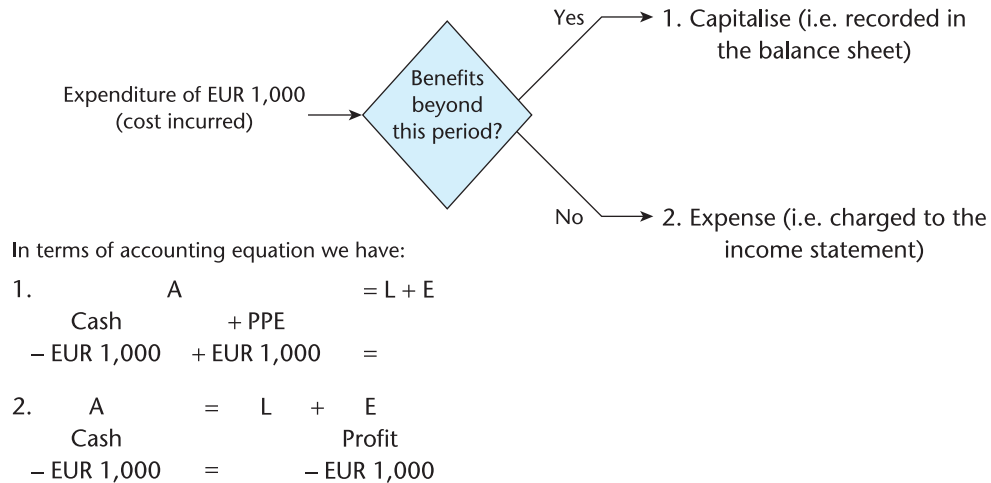 Yes
1. Capitalise (i.e. recorded in
the balance sheet)
Expenditure of EUR 1,000
(cost incurred)
Benefits
beyond
this period?
No
2. Expense (i.e. charged to the
income statement)
In terms of accounting equation we have:
1. A = L + E
Cash + PPE
– EUR 1,000 + EUR 1,000 =
2. A = L + E
Cash Profit
– EUR 1,000 = – EUR 1,000